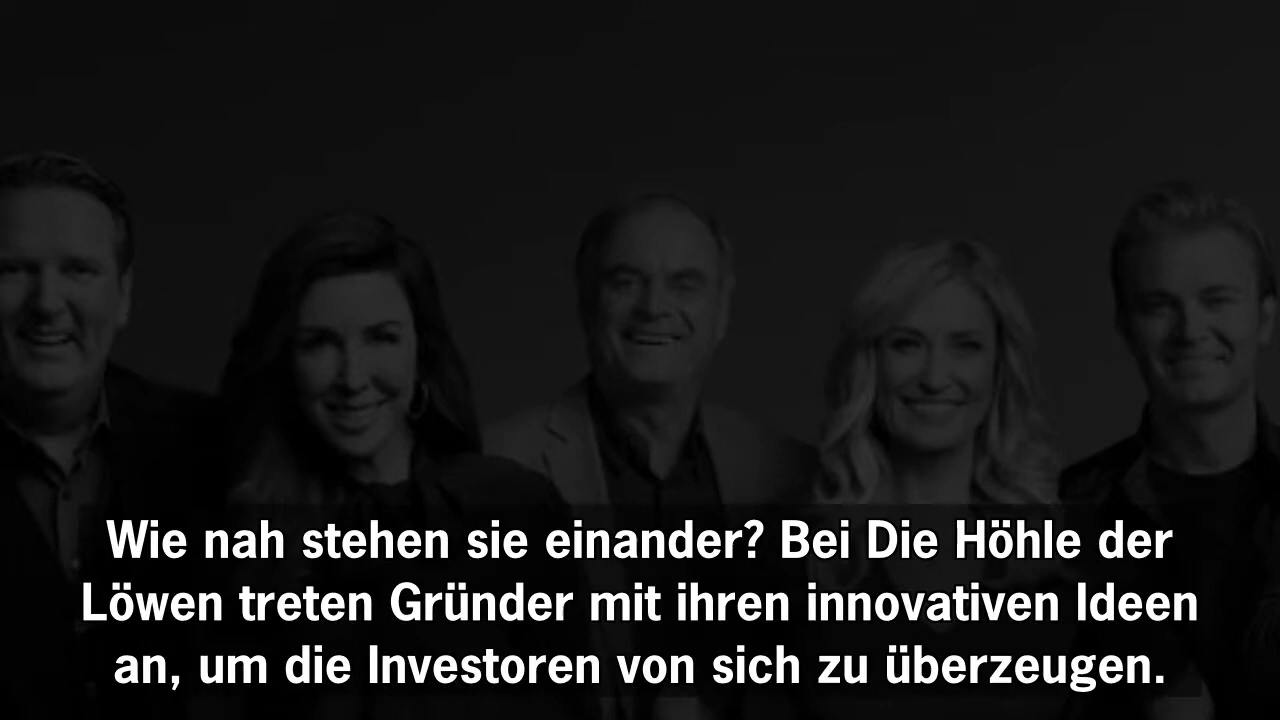 Wie nah stehen sie einander? Bei Die Höhle der
Löwen treten Gründer mit ihren innovativen Ideen
an, um die Investoren von sich zu überzeugen.